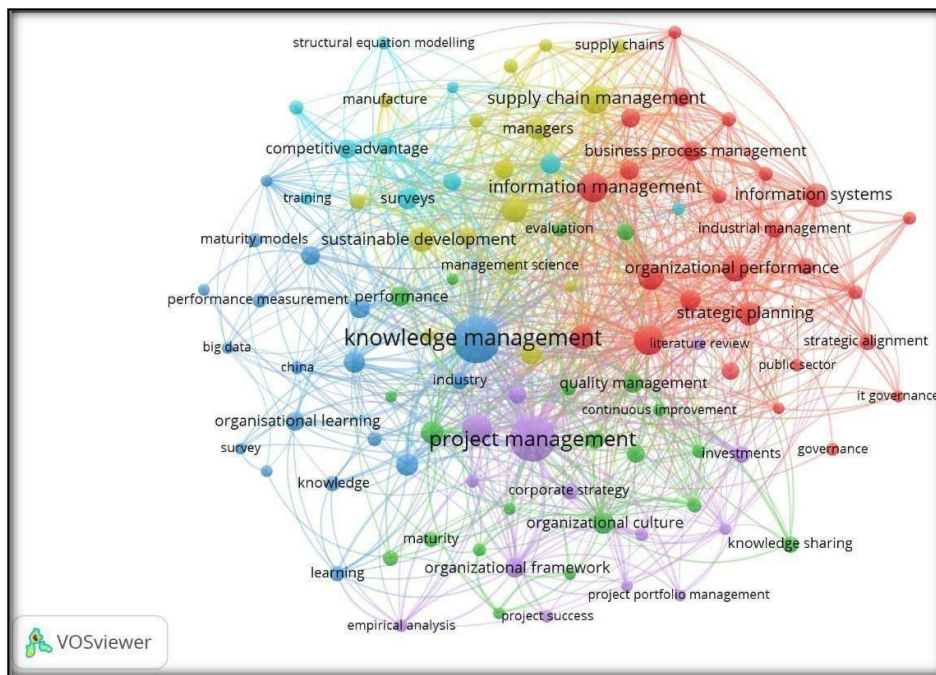 structural equation modelling
supply chains
manufacture
supply chain management
managers
competitive advantage
business process management
information management
training
surveys
information systems
evaluation
industrial management
maturity models
sustainable development
management science
organizational performance
performance measurement
performance
strategic planning
knowledge management
literature review
strategic alignment
big data
china
industry
quality management
public sector
it governance
continuous improvement
organisational learning
project management
survey
investments
governance
knowledge
corporate strategy
organizational culture
maturity
knowledge sharing
learning
organizational framework
project portfolio management
project success
empirical analysis
VOSviewer